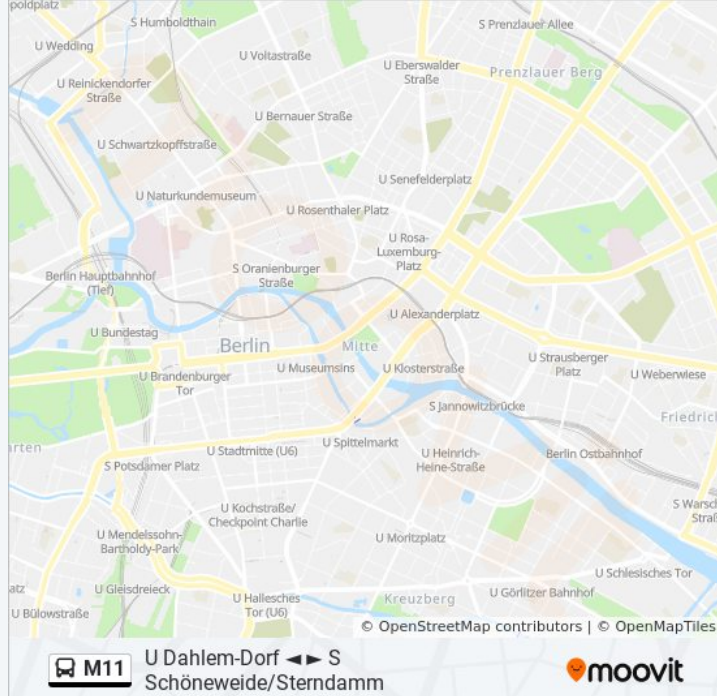 poldplatz
S Humboldthain
S Prenzlauer Allee
U Wedding
U Voltastraße
U Eberswalder
Straße
Prenzlauer Berg
U Reinickendorfer
Straße
U Bernauer Straße
U Schwartzkopffstraße
U Senefelderplatz
U Naturkundemuseum
U Rosenthaler Platz
U Rosa-
Luxemburg-
Platz
S Oranienburger
Straße
Berlin Hauptbahnhof
(Tief)
U Alexanderplatz
U Bundestag
Berlin
Mitte
U Strausberger
Platz
U Museumsins
U Klosterstraße
U Weberwiese
U Brandenburger
Tor
S Jannowitzbrücke
Friedric
arten
U Spittelmarkt
U Stadtmitte (U6)
U Heinrich-
Heine-Straße
Berlin Ostbahnhof
S Potsdamer Platz
S Warsc
Straß
U Kochstraße/
Checkpoint Charlie
U Mendelssohn-
Bartholdy-Park
U Moritzplatz
U Schlesisches Tor
atz
U Gleisdreieck
U Hallesches
Tor (U6)
Kreuzberg
U Görlitzer Bahnhof
U Bülowstraße
© OpenStreetMap contributors | © OpenMapTiles
M11
U Dahlem-Dorf ◄► S
Schöneweide/Sterndamm
moovit